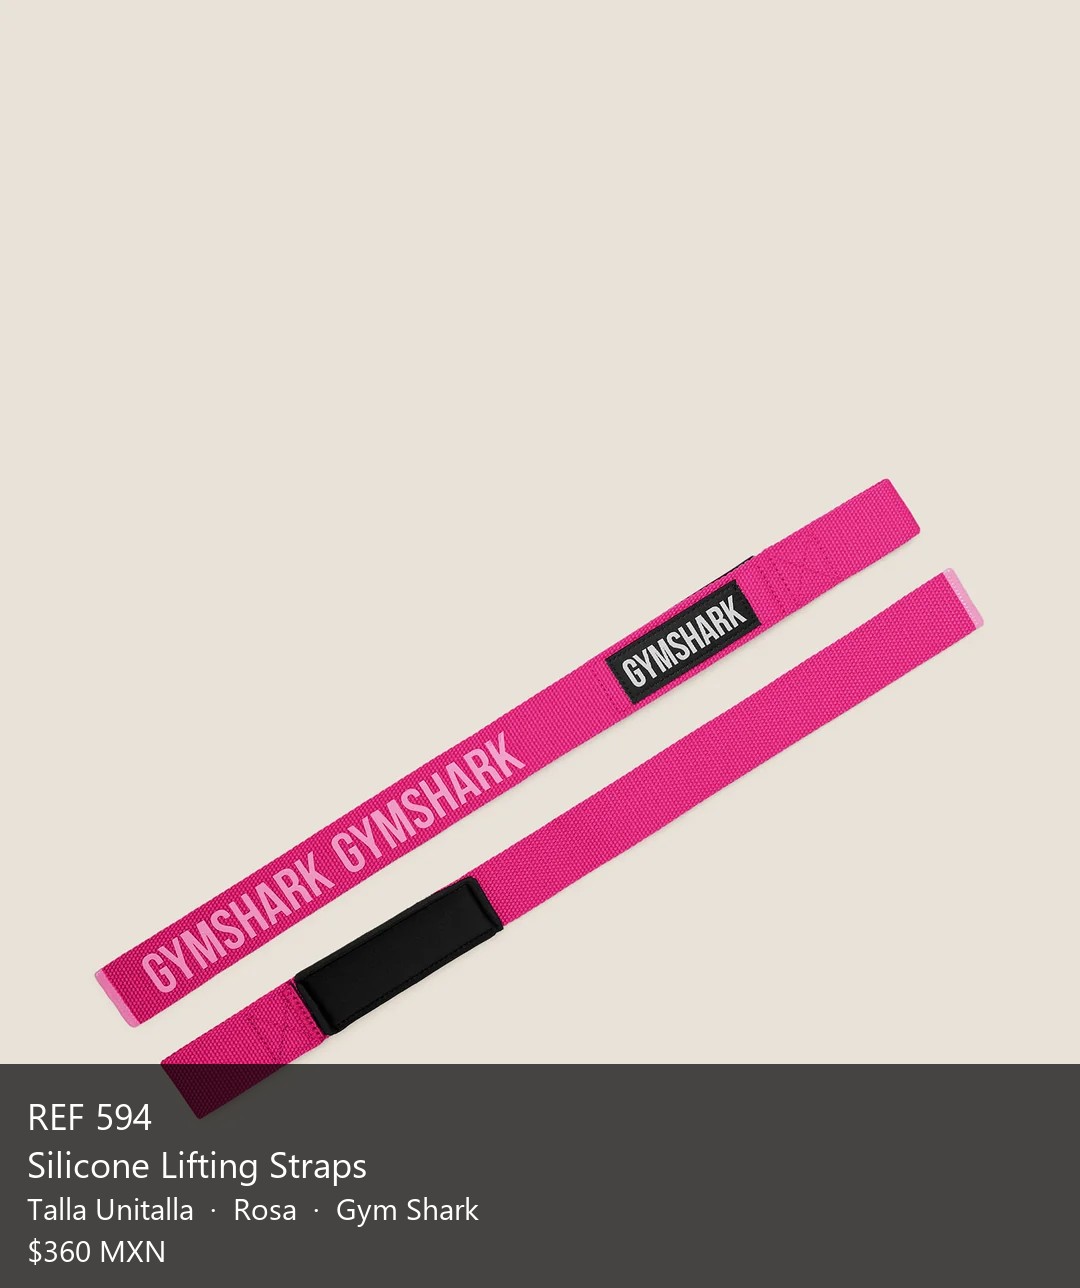 GYMSHARK
GYMSHARK GYMSHARK
REF 594
Silicone Lifting Straps
Talla Unitalla · Rosa · Gym Shark
$360 MXN